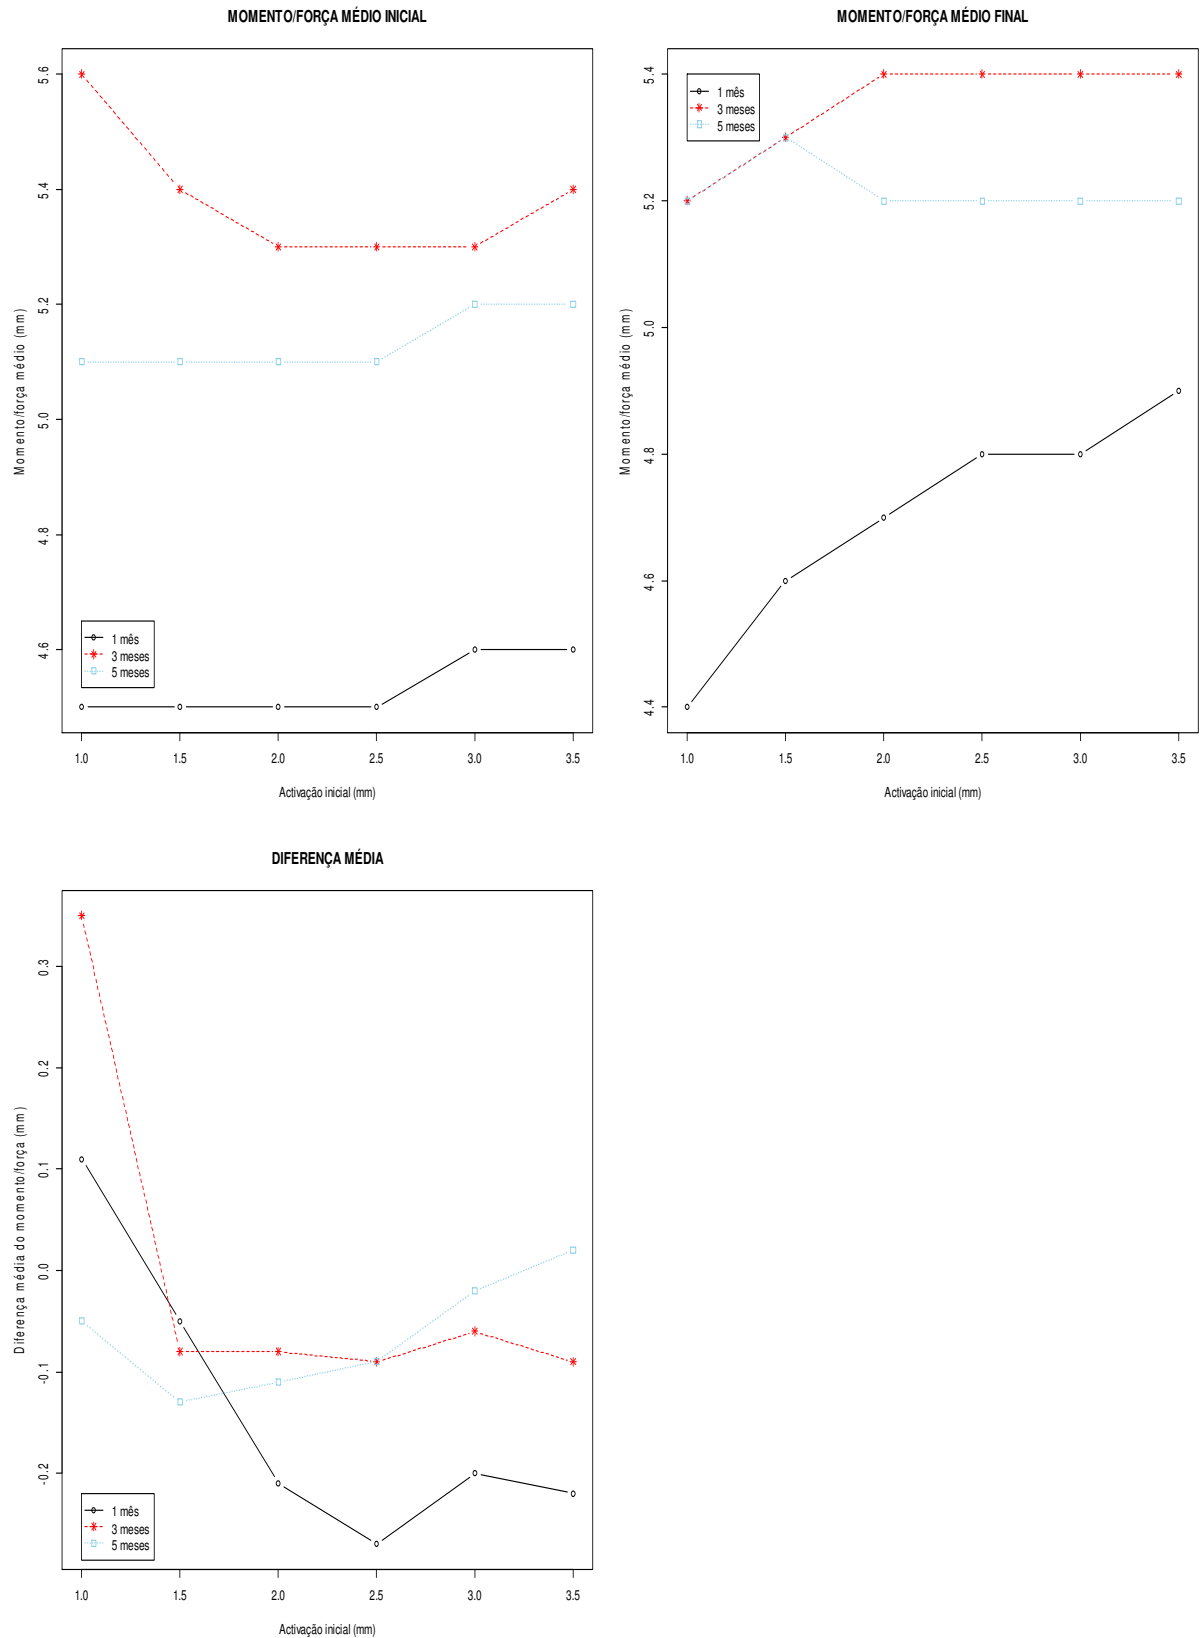 MOMENTO/FORÇA MÉDIO INICIAL
Momento/força médio (mm)
5.6
5.4
5.2
5.0
4.8
4.6
1 mês
3 meses
5 meses
1.0 1.5 2.0 2.5 3.0 3.5
Activação inicial (mm)
MOMENTO/FORÇA MÉDIO FINAL
Momento/força médio (mm)
5.4
5.2
5.0
4.8
4.6
4.4
1 mês
3 meses
5 meses
1.0 1.5 2.0 2.5 3.0 3.5
Activação inicial (mm)
DIFERENÇA MÉDIA
Diferença média do momento/força (mm)
0.3
0.2
0.1
0.0
-0.1
-0.2
1 mês
3 meses
5 meses
1.0 1.5 2.0 2.5 3.0 3.5
Activação inicial (mm)